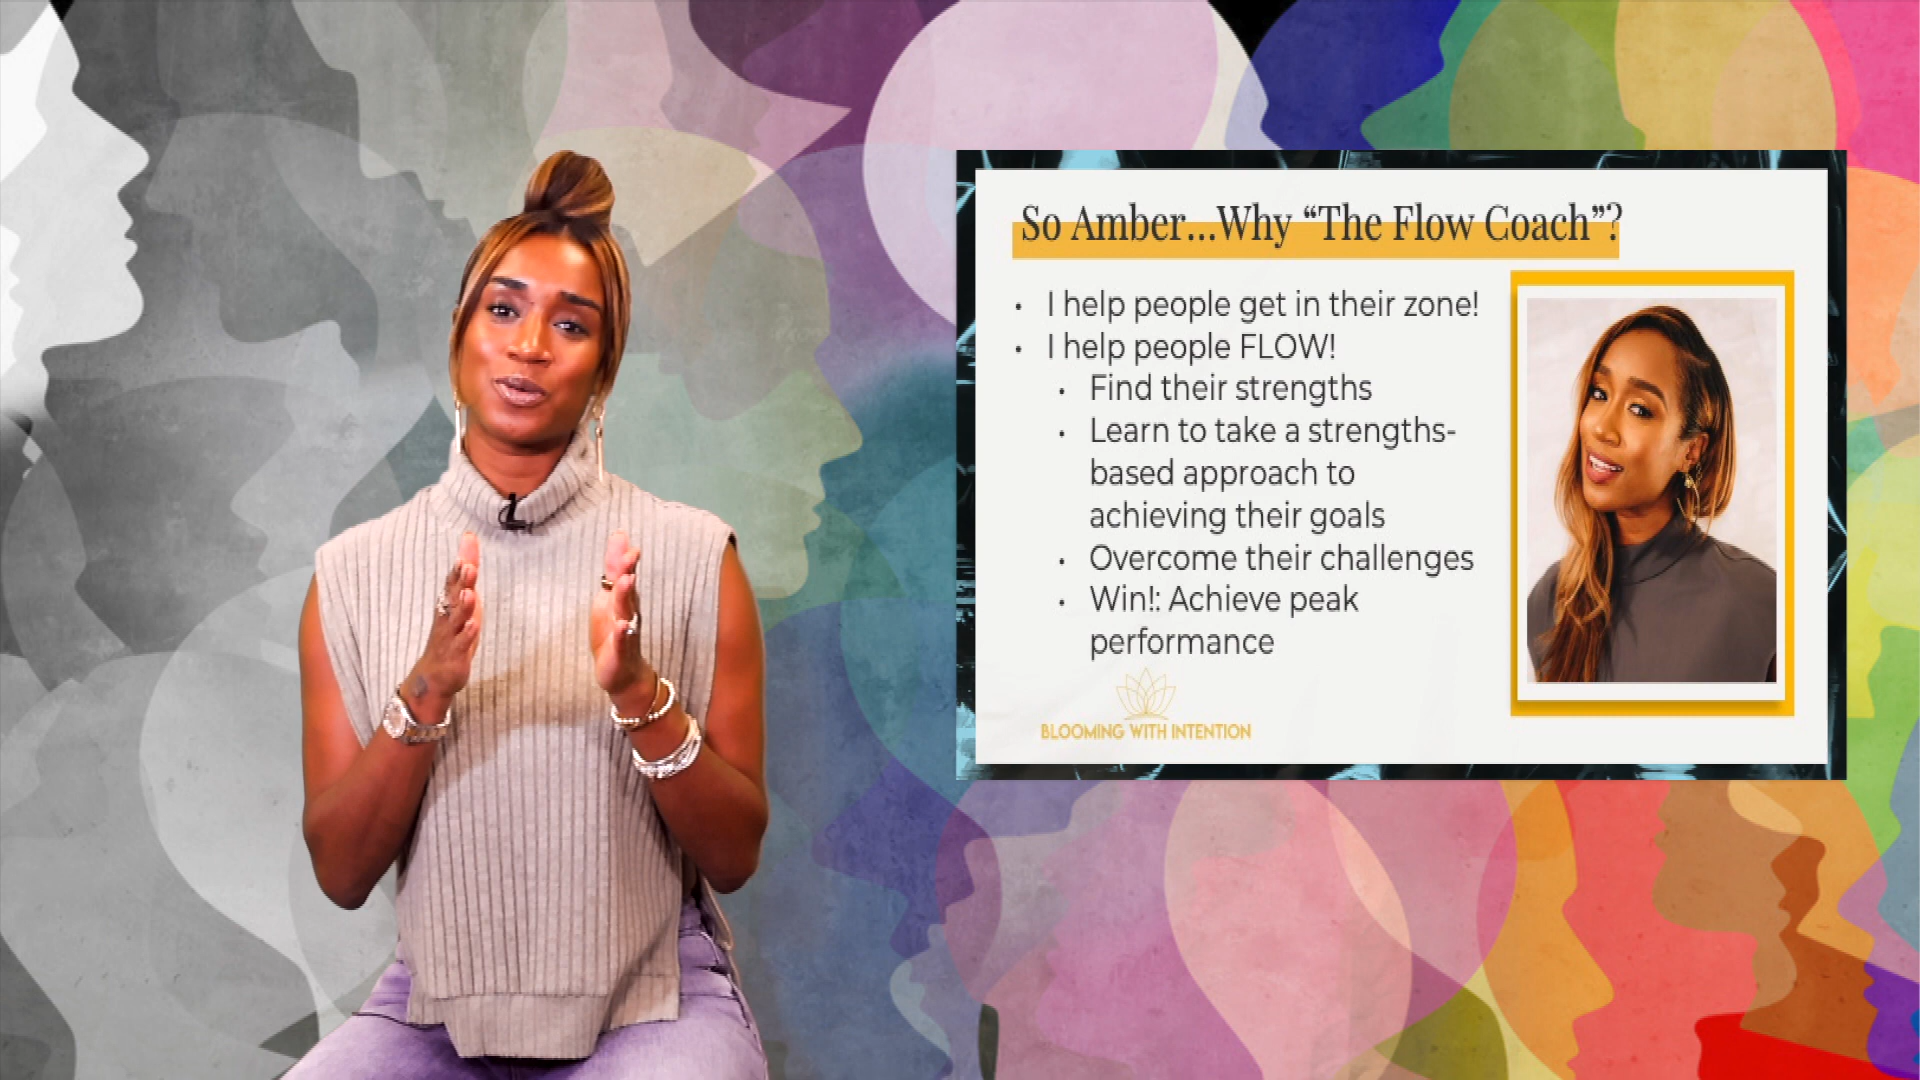 So Amber...Why “The Flow Coach”?
• I help people get in their zone!
• I help people FLOW!
• Find their strengths
• Learn to take a strengths-
based approach to
achieving their goals
• Overcome their challenges
• Win!: Achieve peak
performance
BLOOMING WITH INTENTION